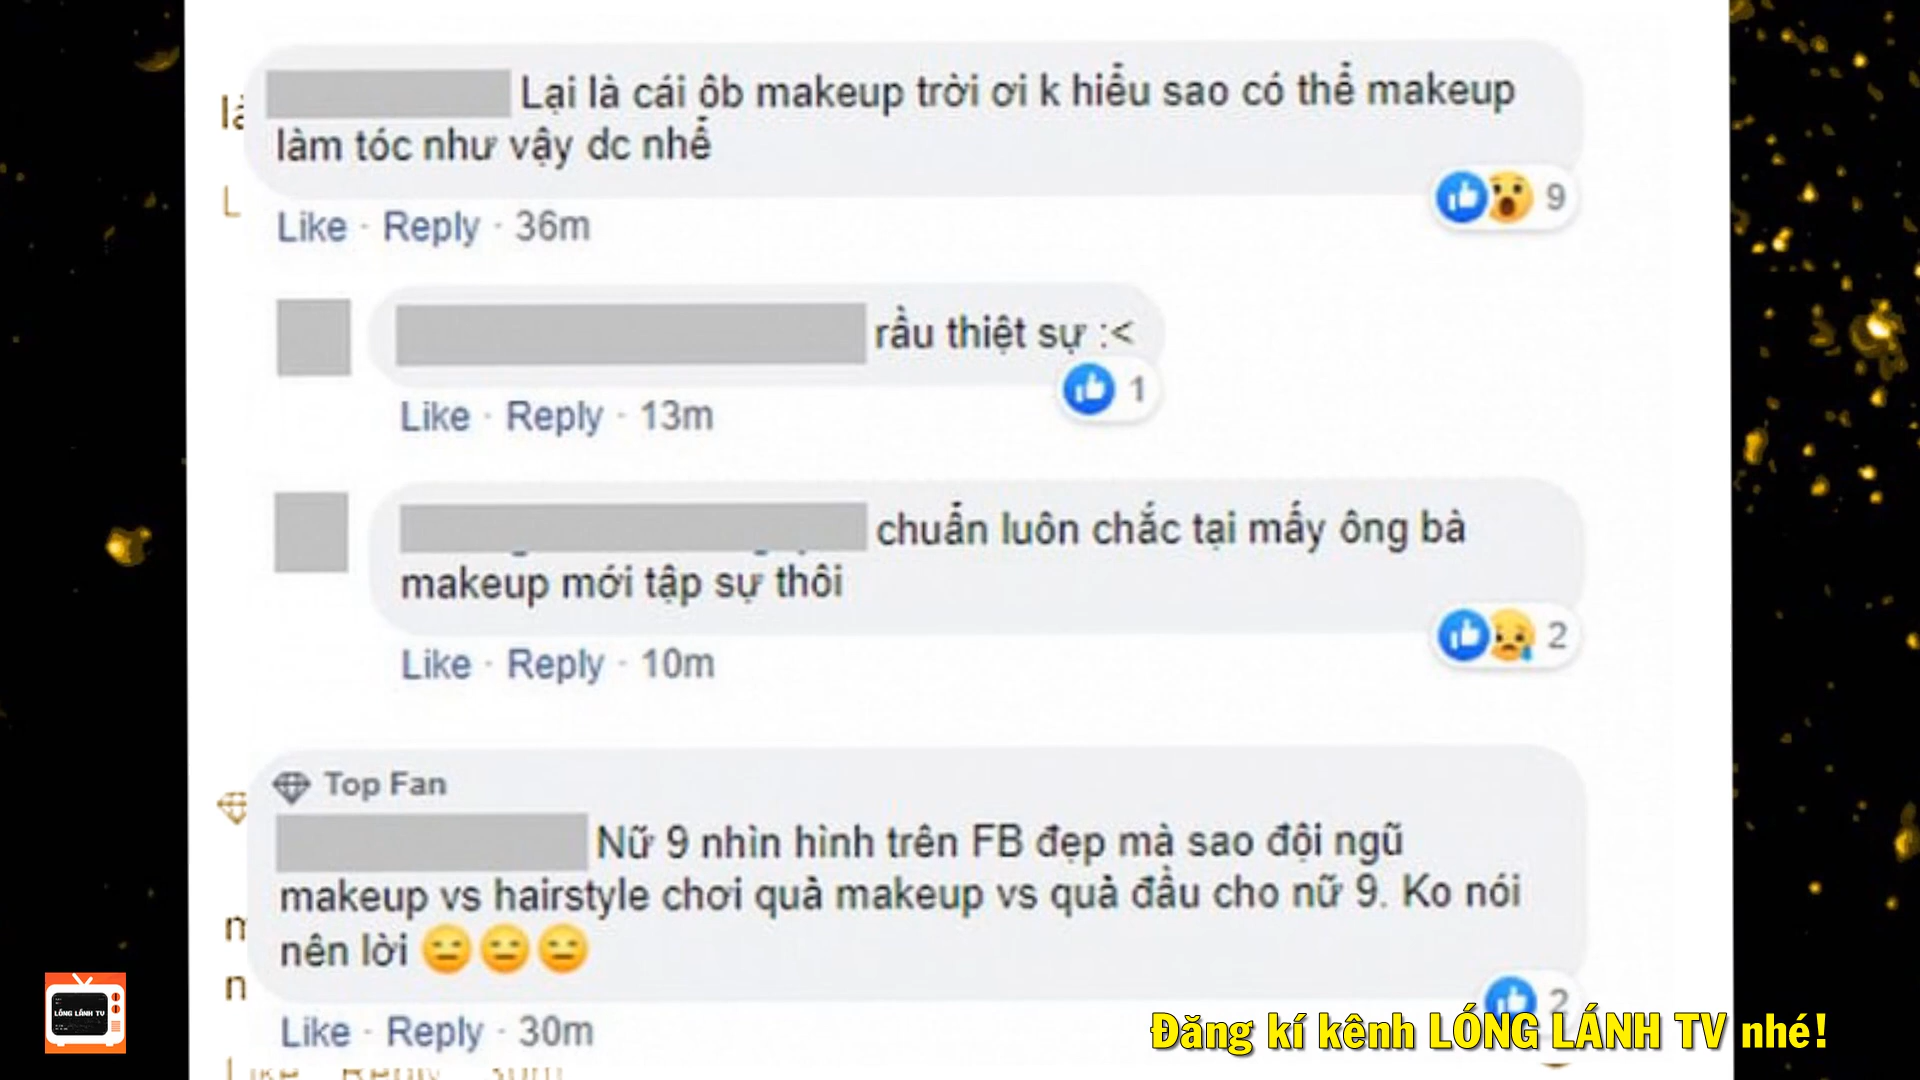 Lại là cái ôb makeup trời ơi k hiểu sao có thể makeup
làm tóc như vậy dc nhể
9
Like · Reply · 36m
rầu thiệt sự :<
1
Like · Reply · 13m
chuẩn luôn chắc tại mấy ông bà
makeup mới tập sự thôi
2
Like · Reply · 10m
Top Fan
Nữ 9 nhìn hình trên FB đẹp mà sao đội ngũ
makeup vs hairstyle chơi quả makeup vs quả đầu cho nữ 9. Ko nói
nên lời 😑😑😑
2
Like · Reply · 30m
LÓNG LÁNH TV
Đăng kí kênh LÓNG LÁNH TV nhé!